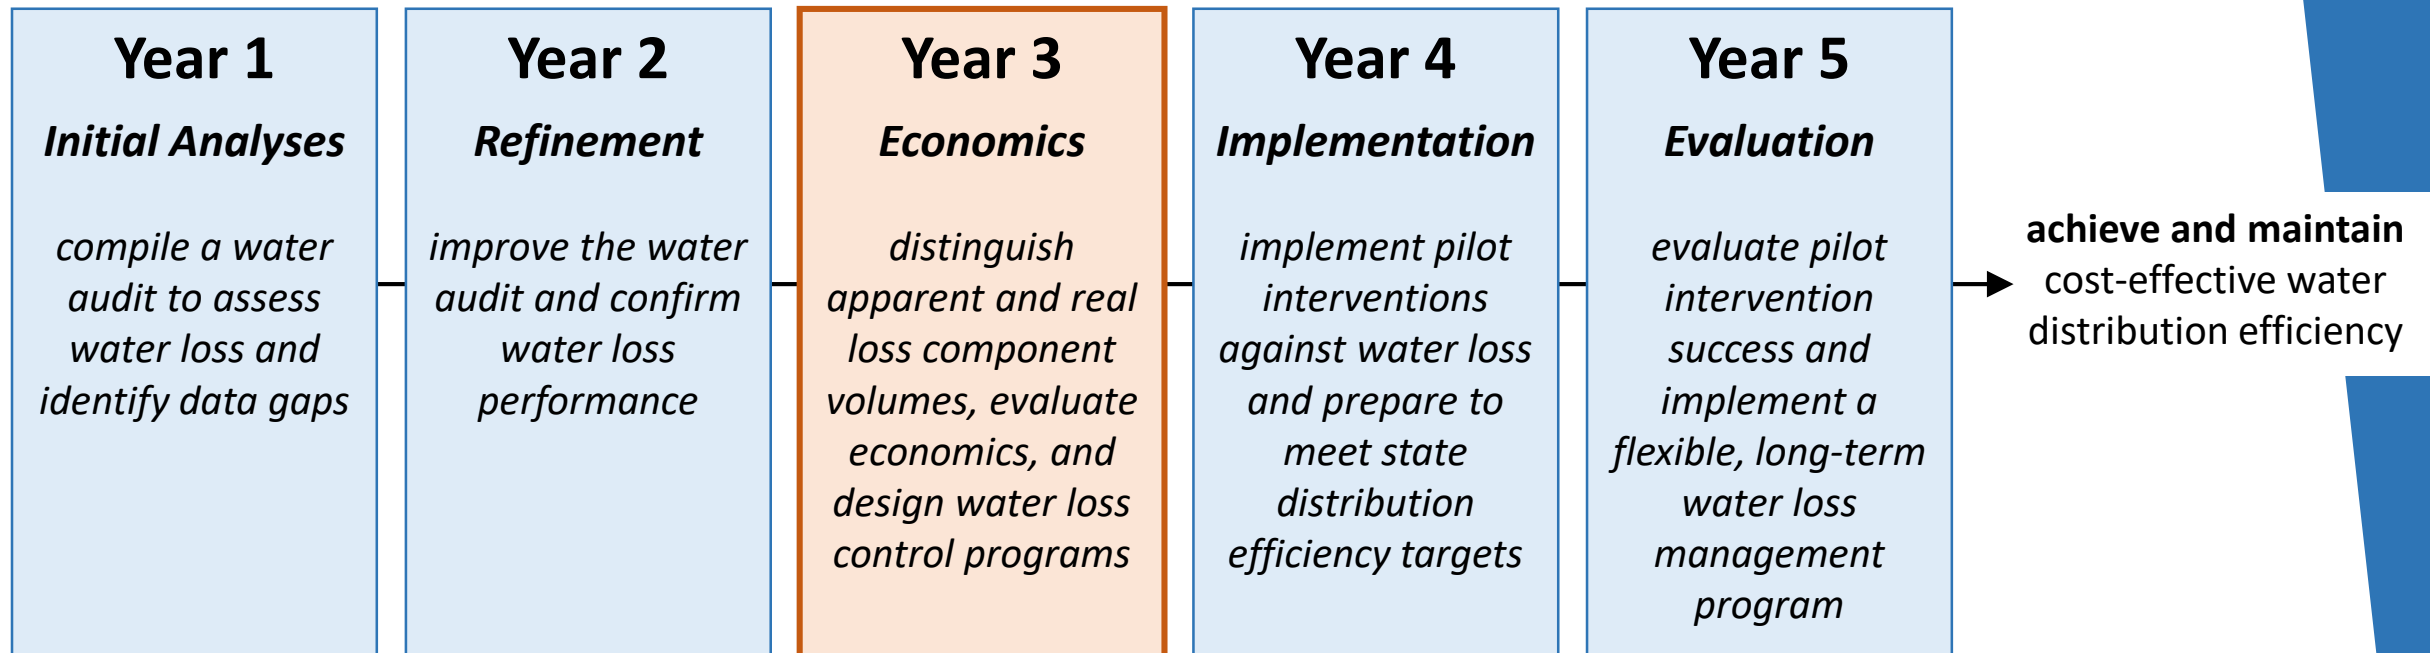 Year 1
Initial Analyses
compile a water
audit to assess
water loss and
identify data gaps
Year 2
Refinement
improve the water
audit and confirm
water loss
performance
Year 3
Economics
distinguish
apparent and real
loss component
volumes, evaluate
economics, and
design water loss
control programs
Year 4
Implementation
implement pilot
interventions
against water loss
and prepare to
meet state
distribution
efficiency targets
Year 5
Evaluation
evaluate pilot
intervention
success and
implement a
flexible, long-term
water loss
management
program
achieve and maintain
cost-effective water
distribution efficiency